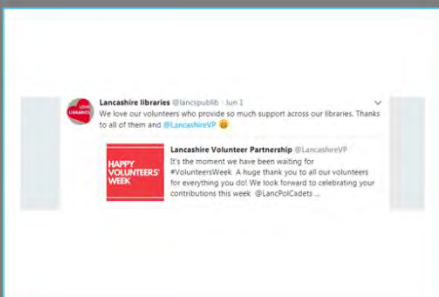 Lancashire libraries @lancspublib · Jun 1
We love our volunteers who provide so much support across our libraries. Thanks
to all of them and @LancashireVP
LOVE
LIBRARIES
Lancashire Volunteer Partnership @LancashireVP
It's the moment we have been waiting for
#VolunteersWeek A huge thank you to all our volunteers
for everything you do! We look forward to celebrating your
contributions this week @LancPolCadets ...
HAPPY
VOLUNTEERS'
WEEK